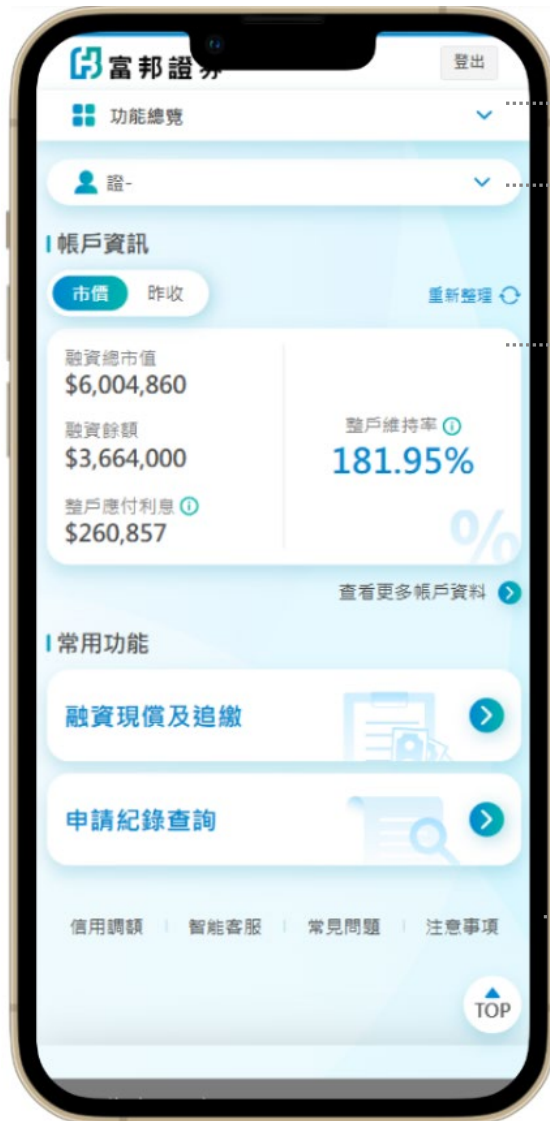 富邦證券
登出
功能總覽
證-
帳戶資訊
市價 昨收 重新整理
融資總市值
$6,004,860
融資餘額
$3,664,000
整戶應付利息
$260,857
整戶維持率
181.95%
%
查看更多帳戶資料
常用功能
融資現償及追繳
申請紀錄查詢
信用調額 智能客服 常見問題 注意事項
TOP